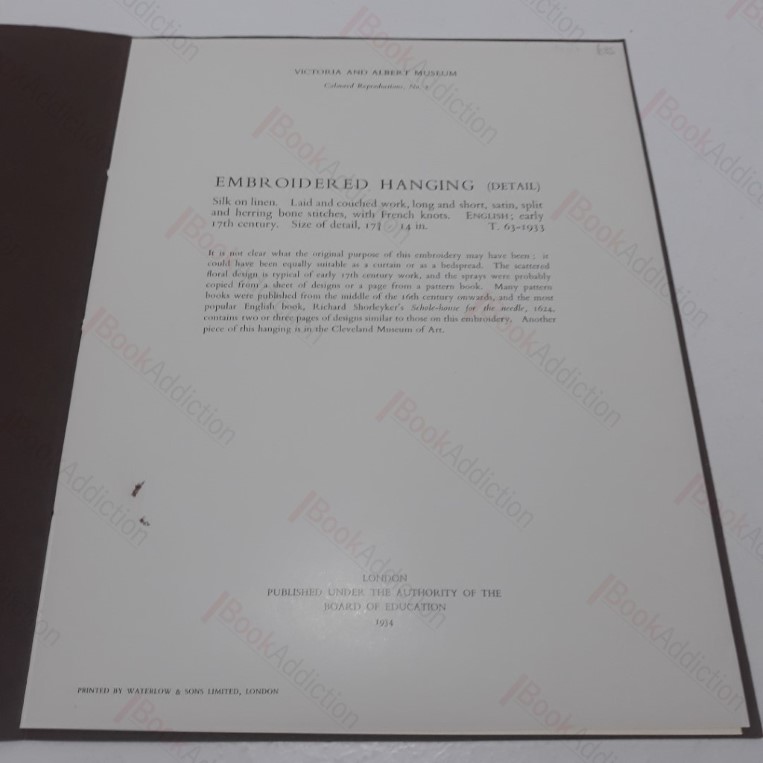 VICTORIA AND ALBERT MUSEUM
Coloured Reproductions, No.
EMBROIDERED HANGING (DETAIL)
Silk on linen. Laid and couched work, long and short, satin, split
and herring bone stitches, with French knots. ENGLISH; early
17th century. Size of detail, 14 in. T. 63-1933
It is not clear what the original purpose of this embroidery may have been; it
could have been equally suitable as a curtain or as a bedspread. The scattered
floral design is typical of early 17th century work, and the sprays were probably
copied from a sheet of designs or a page from a pattern book. Many pattern
books were published from the middle of the 16th century onwards, and the most
popular English book, Richard Shorleyker's Schole-house for the needle, 1624,
contains two or three pages of designs similar to those on this embroidery. Another
piece of this hanging is in the Cleveland Museum of Art.
LONDON
PUBLISHED UNDER THE AUTHORITY OF THE
BOARD OF EDUCATION
1934
PRINTED BY WATERLOW & SONS LIMITED, LONDON
BookAddiction